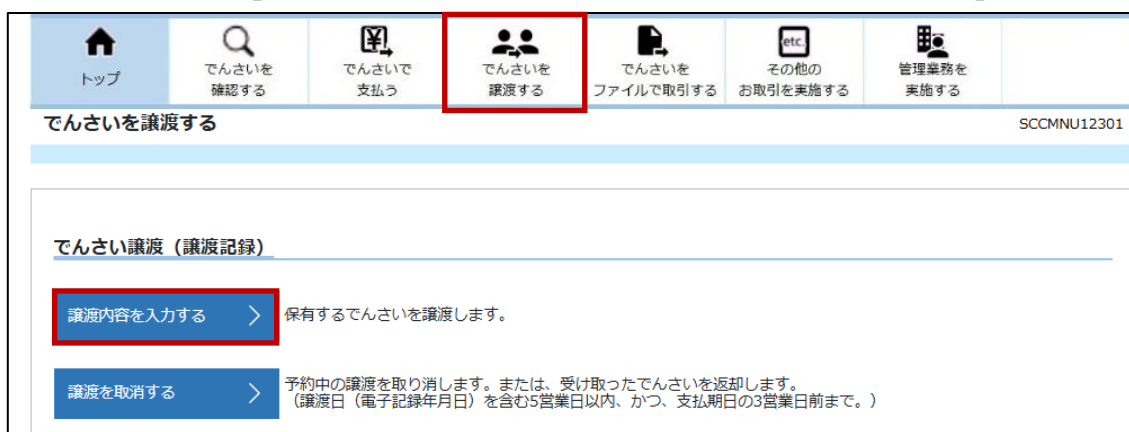 トップ
でんさいを
確認する
でんさいで
支払う
でんさいを
譲渡する
でんさいを
ファイルで取引する
etc.
その他の
お取引を実施する
管理業務を
実施する
でんさいを譲渡する
SCCMNU12301
でんさい譲渡（譲渡記録）
譲渡内容を入力する
保有するでんさいを譲渡します。
譲渡を取消する
予約中の譲渡を取り消します。または、受け取ったでんさいを返却します。
（譲渡日（電子記録年月日）を含む5営業日以内、かつ、支払期日の3営業日前まで。）